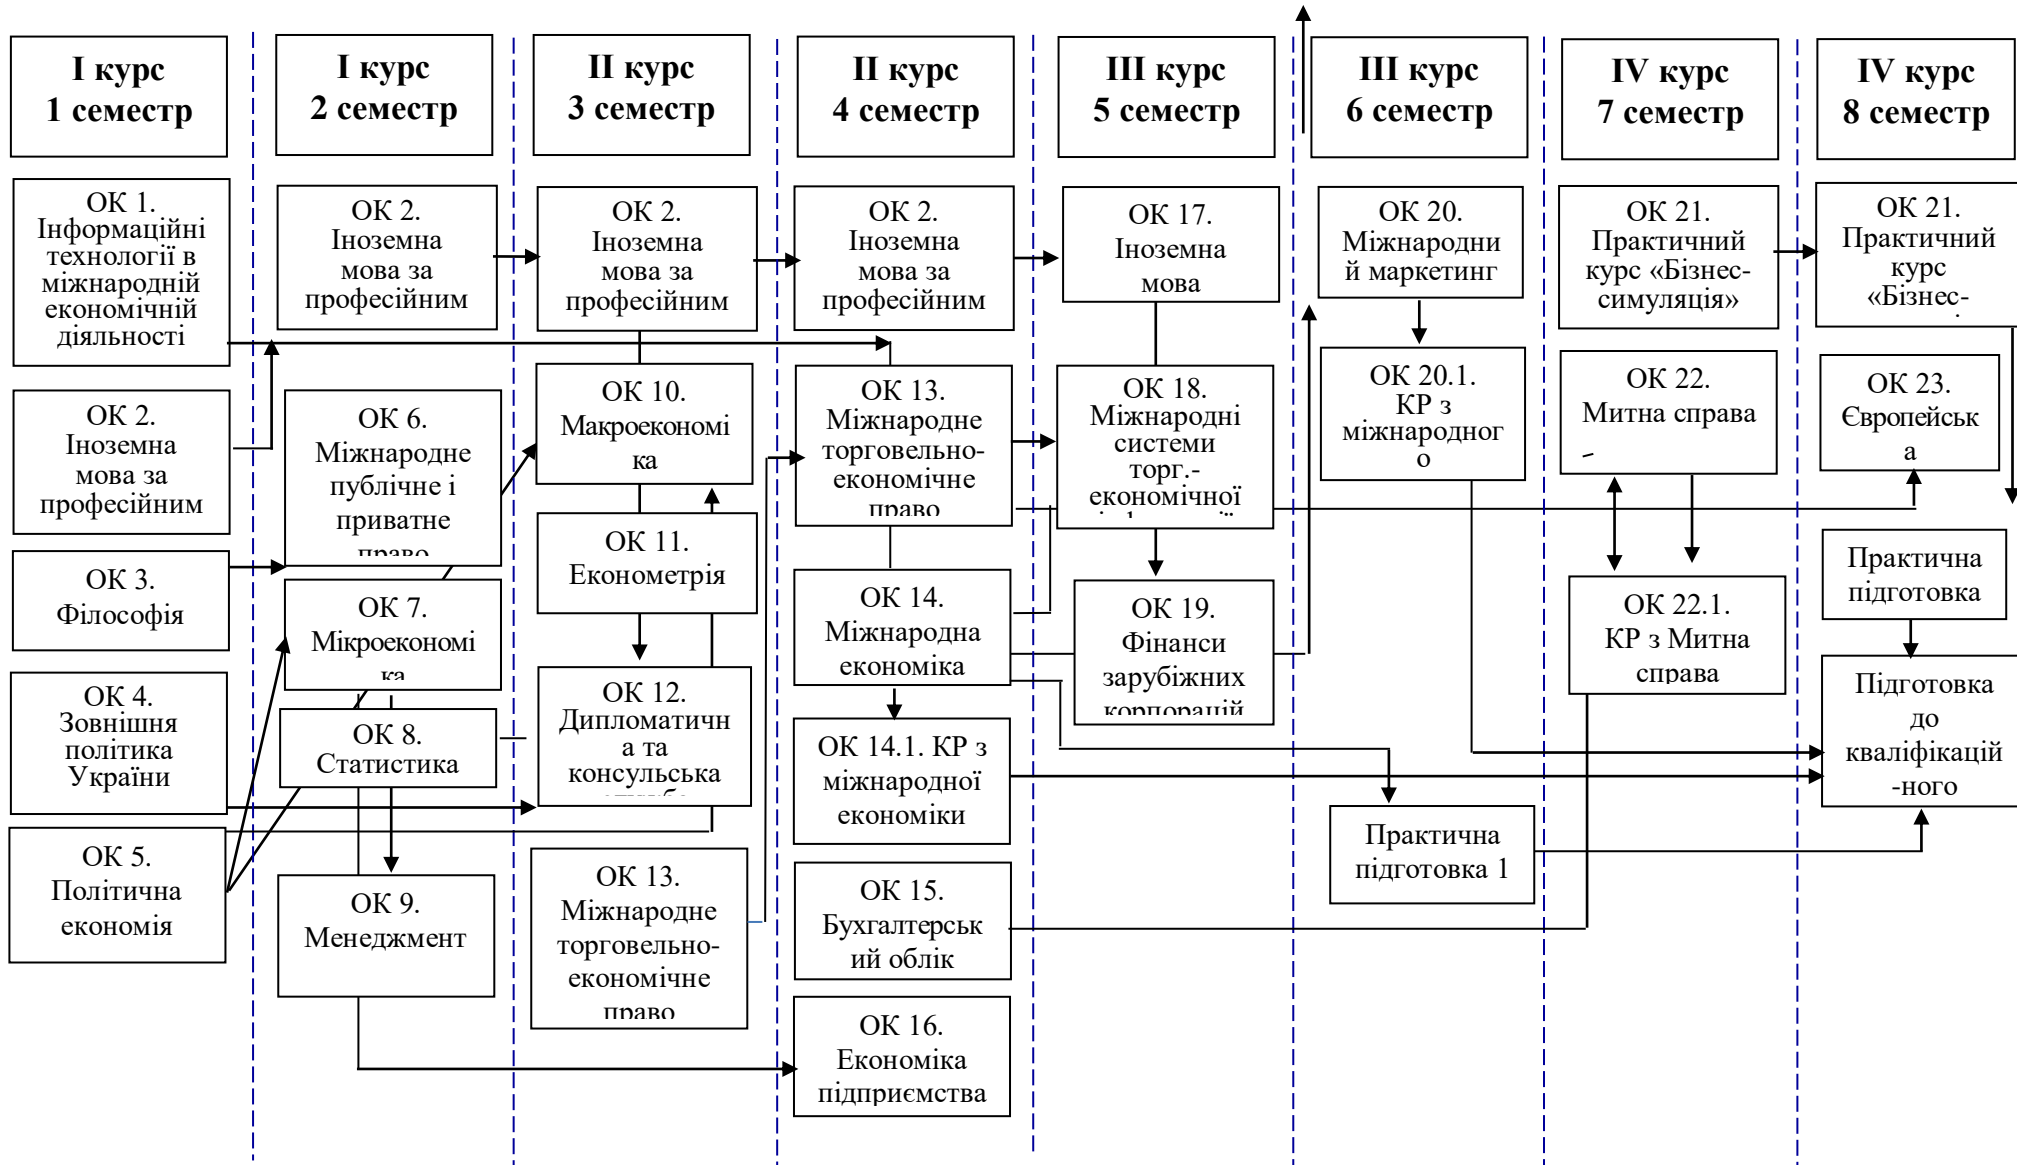 І курс
1 семестр
І курс
2 семестр
ІІ курс
3 семестр
ІІ курс
4 семестр
ІІІ курс
5 семестр
ІІІ курс
6 семестр
IV курс
7 семестр
IV курс
8 семестр
ОК 1.
Інформаційні
технології в
міжнародній
економічній
діяльності
ОК 2.
Іноземна
мова за
професійним
ОК 3.
Філософія
ОК 4.
Зовнішня
політика
України
ОК 5.
Політична
економія
ОК 2.
Іноземна
мова за
професійним
ОК 6.
Міжнародне
публічне і
приватне
право
ОК 7.
Мікроекономі
ка
ОК 8.
Статистика
ОК 9.
Менеджмент
ОК 2.
Іноземна
мова за
професійним
ОК 10.
Макроекономі
ка
ОК 11.
Економетрія
ОК 12.
Дипломатичн
а та
консульська
ОК 13.
Міжнародне
торговельно-
економічне
право
ОК 2.
Іноземна
мова за
професійним
ОК 13.
Міжнародне
торговельно-
економічне
право
ОК 14.
Міжнародна
економіка
ОК 14.1. КР з
міжнародної
економіки
ОК 15.
Бухгалтерськ
ий облік
ОК 16.
Економіка
підприємства
ОК 17.
Іноземна
мова
ОК 18.
Міжнародні
системи
торг.-
економічної
ОК 19.
Фінанси
зарубіжних
корпорацій
ОК 20.
Міжнародни
й маркетинг
ОК 20.1.
КР з
міжнародног
о
Практична
підготовка 1
ОК 21.
Практичний
курс «Бізнес-
симуляція»
ОК 22.
Митна справа
ОК 22.1.
КР з Митна
справа
ОК 21.
Практичний
курс
«Бізнес-
ОК 23.
Європейськ
а
Практична
підготовка
Підготовка
до
кваліфікацій
-ного